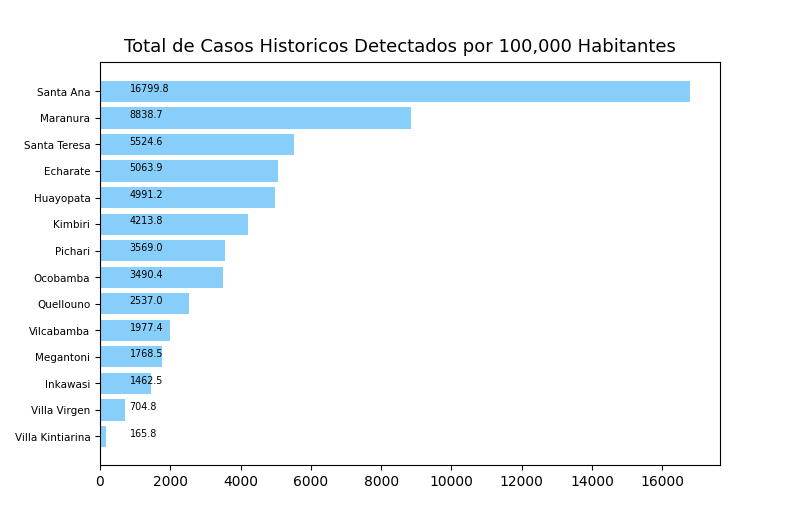 Total de Casos Historicos Detectados por 100,000 Habitantes
Santa Ana 16799.8
Maranura 8838.7
Santa Teresa 5524.6
Echarate 5063.9
Huayopata 4991.2
Kimbiri 4213.8
Pichari 3569.0
Ocobamba 3490.4
Quellouno 2537.0
Vilcabamba 1977.4
Megantoni 1768.5
Inkawasi 1462.5
Villa Virgen 704.8
Villa Kintiarina 165.8
0 2000 4000 6000 8000 10000 12000 14000 16000